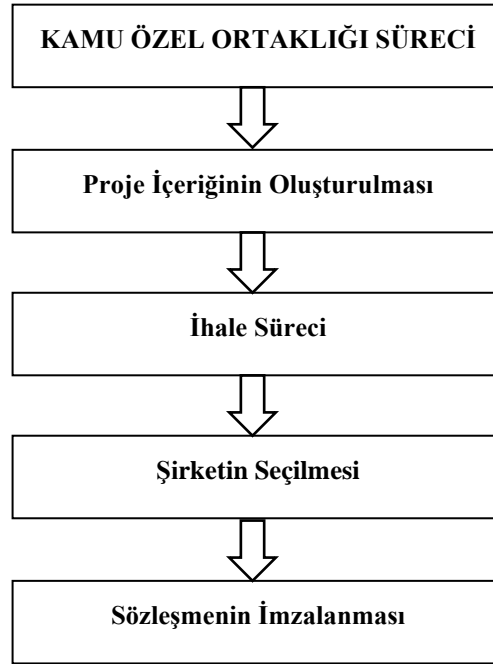 KAMU ÖZEL ORTAKLIĞI SÜRECİ
Proje İçeriğinin Oluşturulması
İhale Süreci
Şirketin Seçilmesi
Sözleşmenin İmzalanması